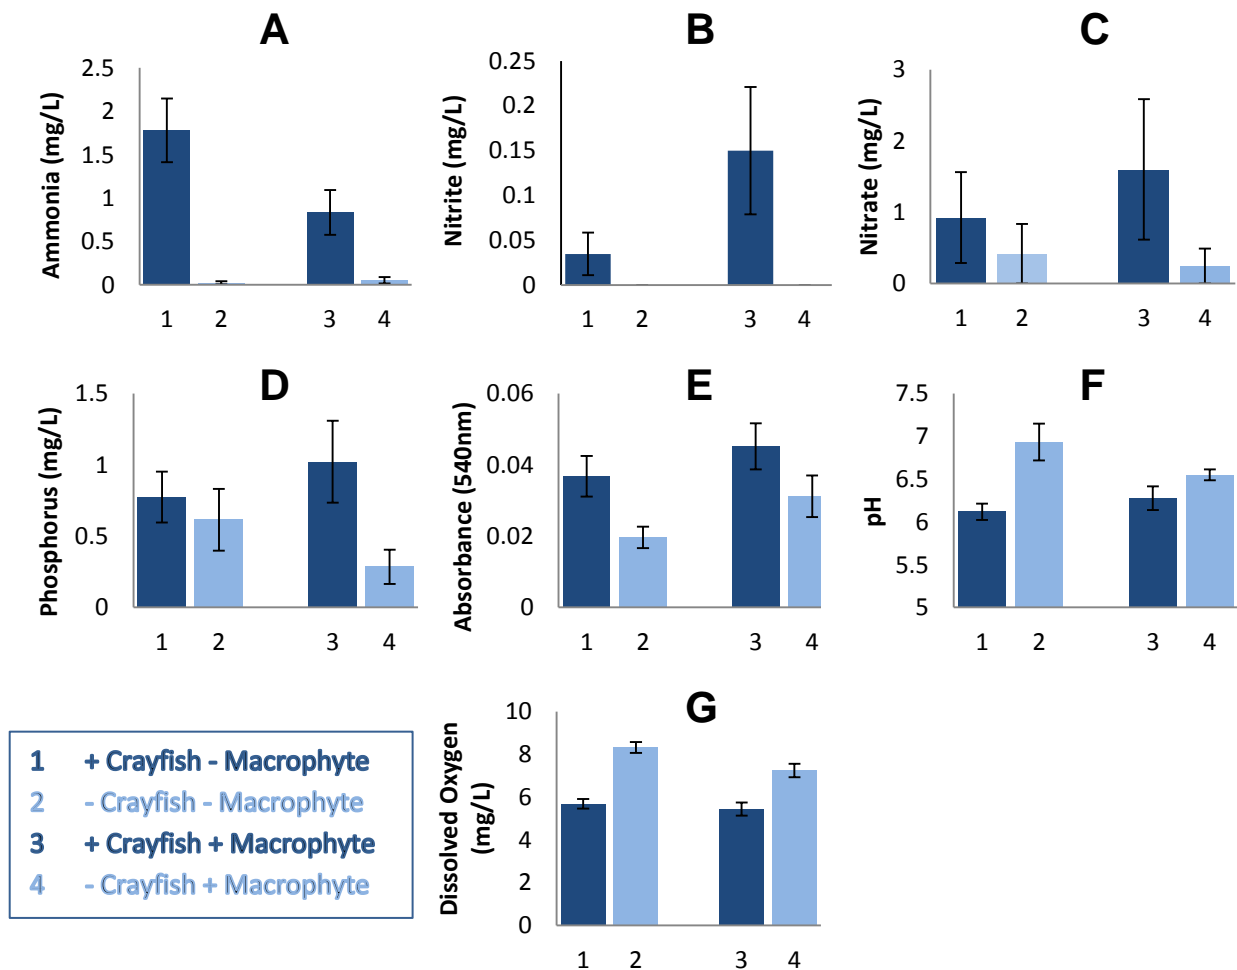 A
Ammonia (mg/L)
2.5
2
1.5
1
0.5
0
1 2 3 4
B
Nitrite (mg/L)
0.25
0.2
0.15
0.1
0.05
0
1 2 3 4
C
Nitrate (mg/L)
3
2
1
0
1 2 3 4
D
Phosphorus (mg/L)
1.5
1
0.5
0
1 2 3 4
E
Absorbance (540nm)
0.06
0.04
0.02
0
1 2 3 4
F
pH
7.5
7
6.5
6
5.5
5
1 2 3 4
1 + Crayfish - Macrophyte
2 - Crayfish - Macrophyte
3 + Crayfish + Macrophyte
4 - Crayfish + Macrophyte
G
Dissolved Oxygen
(mg/L)
10
8
6
4
2
0
1 2 3 4